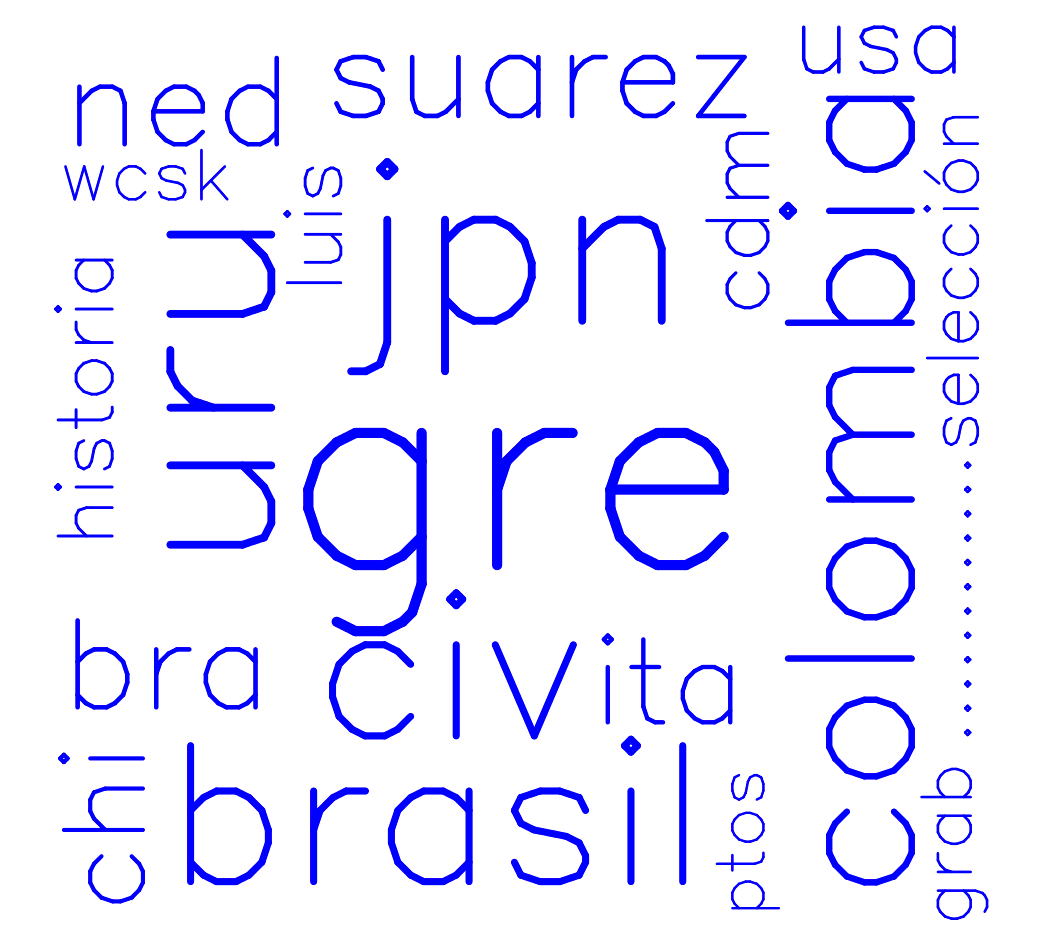 usa
suarez
ned
wcsk
luis
jpn
cdm
colombia
............selección
historia
uru
gre
civ
ita
bra
brasil
chi
ptos
grab